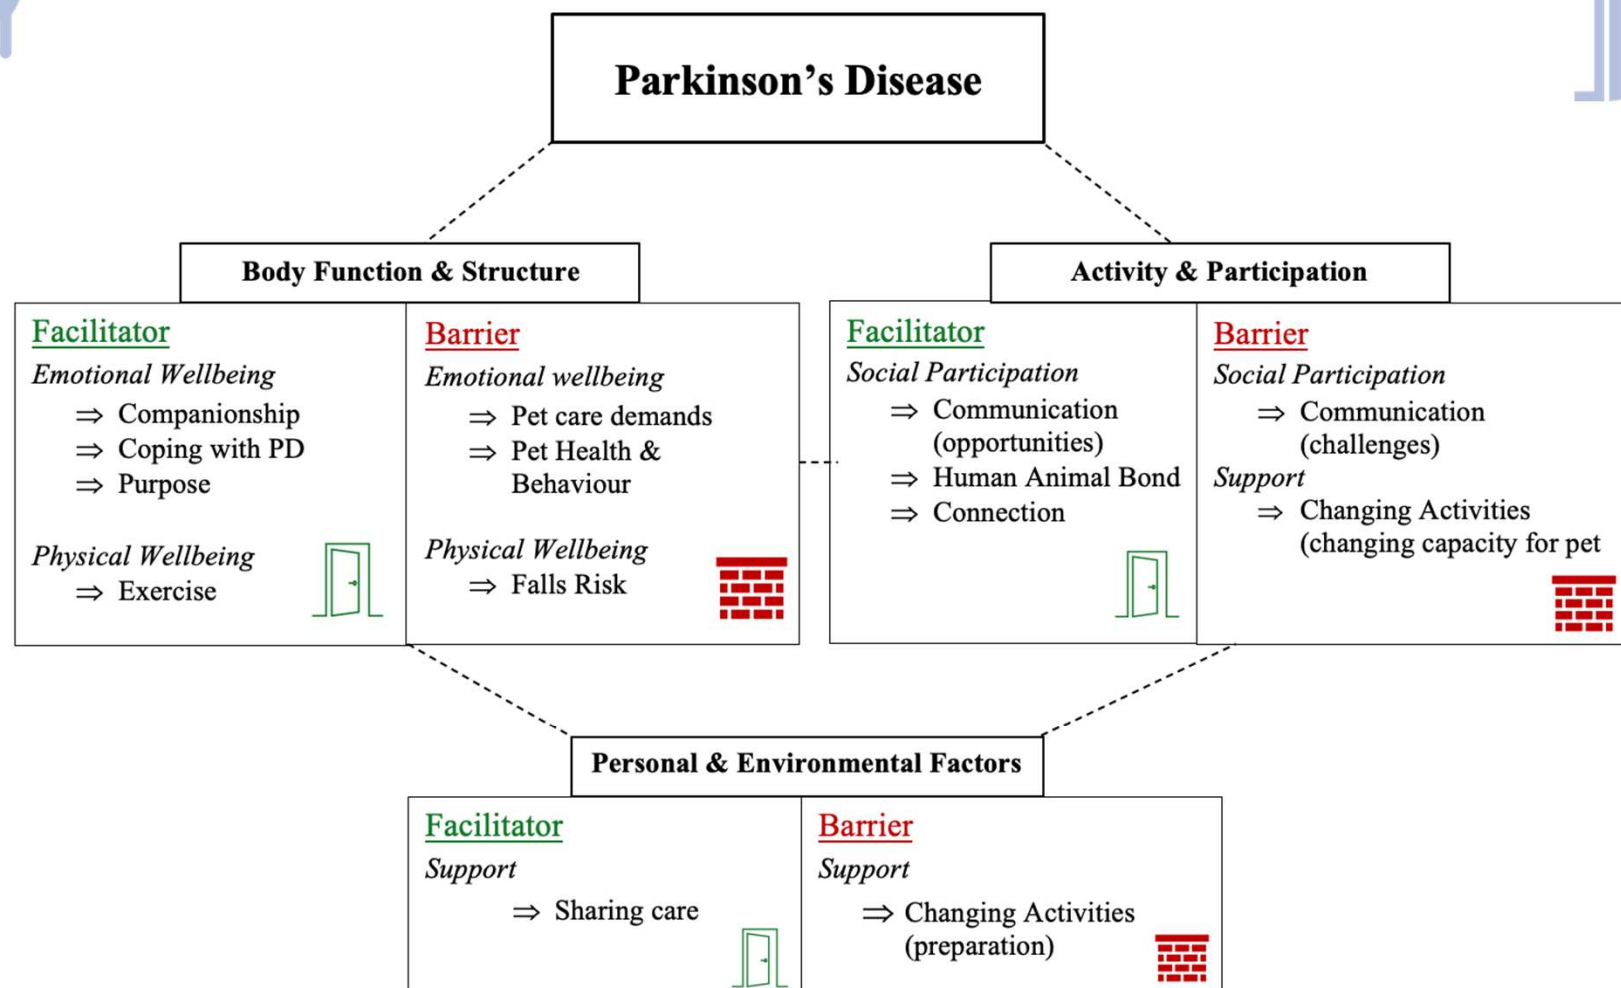 Parkinson’s Disease
Body Function & Structure
Facilitator
Emotional Wellbeing
⇒ Companionship
⇒ Coping with PD
⇒ Purpose
Physical Wellbeing
⇒ Exercise
Barrier
Emotional wellbeing
⇒ Pet care demands
⇒ Pet Health &
Behaviour
Physical Wellbeing
⇒ Falls Risk
Activity & Participation
Facilitator
Social Participation
⇒ Communication
(opportunities)
⇒ Human Animal Bond
⇒ Connection
Barrier
Social Participation
⇒ Communication
(challenges)
Support
⇒ Changing Activities
(changing capacity for pet
Personal & Environmental Factors
Facilitator
Support
⇒ Sharing care
Barrier
Support
⇒ Changing Activities
(preparation)